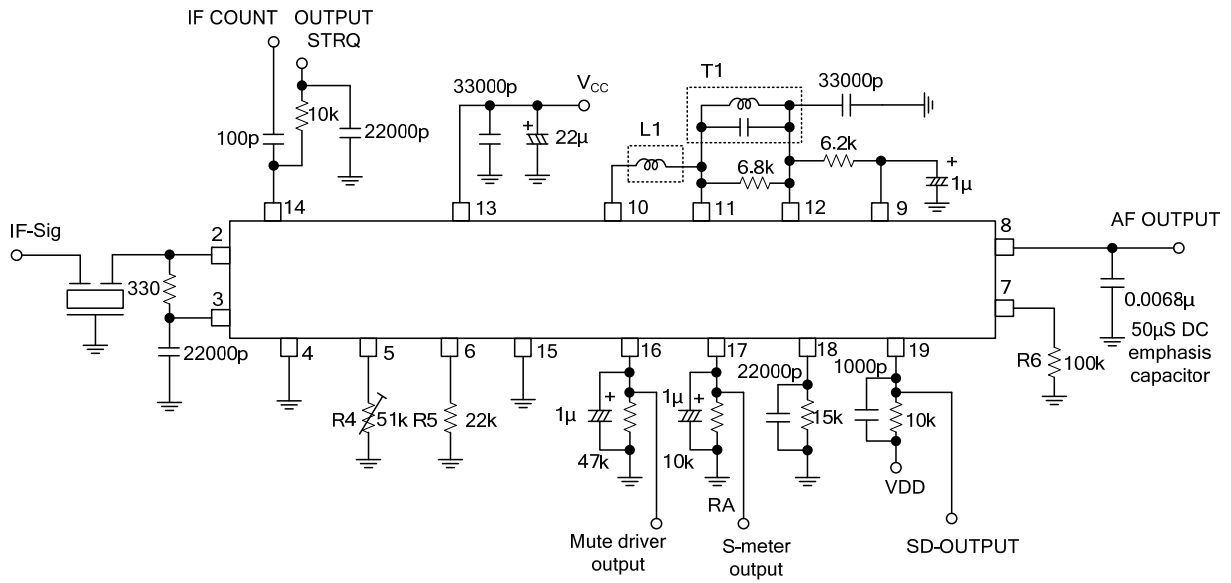 IF COUNT
OUTPUT
STRQ
10k
100p
22000p
14
33000p
VCC
22µ
13
T1
L1
33000p
6.2k
6.8k
1µ
10
11
12
9
IF-Sig
2
330
3
22000p
8
AF OUTPUT
7
0.0068µ
50µS DC
emphasis
capacitor
R6
100k
4
5
6
15
16
17
18
19
R4
51k
R5
22k
1µ
47k
1µ
10k
RA
22000p
15k
1000p
10k
VDD
Mute driver
output
S-meter
output
SD-OUTPUT